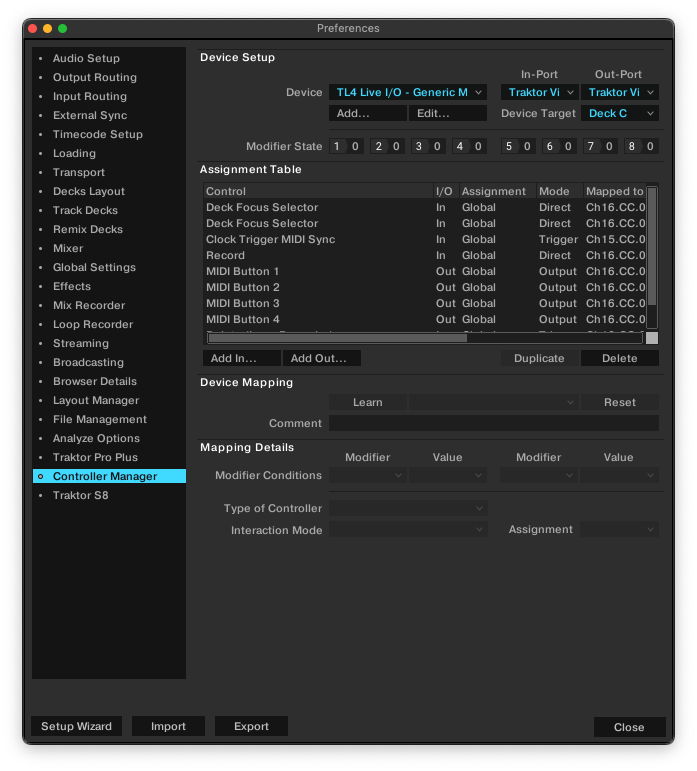 Preferences
Audio Setup
Output Routing
Input Routing
External Sync
Timecode Setup
Loading
Transport
Decks Layout
Track Decks
Remix Decks
Mixer
Global Settings
Effects
Mix Recorder
Loop Recorder
Streaming
Broadcasting
Browser Details
Layout Manager
File Management
Analyze Options
Traktor Pro Plus
Controller Manager
Traktor S8
Device Setup
In-Port Out-Port
Device TL4 Live I/O - Generic M Traktor Vi Traktor Vi
Add... Edit... Device Target Deck C
Modifier State 1 0 2 0 3 0 4 0 5 0 6 0 7 0 8 0
Assignment Table
Control I/O Assignment Mode Mapped to
Deck Focus Selector In Global Direct Ch16.CC.0
Deck Focus Selector In Global Direct Ch16.CC.0
Clock Trigger MIDI Sync In Global Trigger Ch15.CC.0
Record In Global Direct Ch16.CC.0
MIDI Button 1 Out Global Output Ch16.CC.0
MIDI Button 2 Out Global Output Ch16.CC.0
MIDI Button 3 Out Global Output Ch16.CC.0
MIDI Button 4 Out Global Output Ch16.CC.0
Add In... Add Out... Duplicate Delete
Device Mapping
Learn Reset
Comment
Mapping Details
Modifier Value Modifier Value
Modifier Conditions
Type of Controller
Interaction Mode Assignment
Setup Wizard Import Export Close